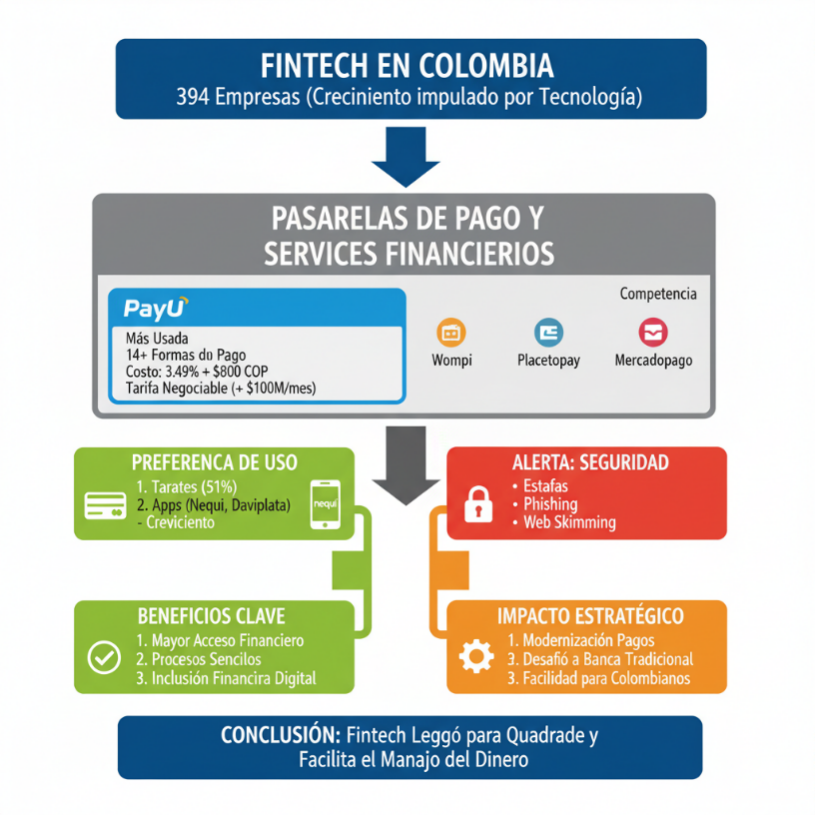 FINTECH EN COLOMBIA
394 Empresas (Creciniento impulado por Tecnología)
PASARELAS DE PAGO Y
SERVICES FINANCIERIOS
PayU
Más Usada
14+ Formas du Pago
Costo: 3.49% + $800 COP
Tarifa Negociable (+ $100M/mes)
Competencia
Wompi
Placetopay
Mercadopago
PREFERENCA DE USO
1. Tarates (51%)
2. Apps (Nequi, Daviplata)
- Creviciento
nequi
ALERTA: SEGURIDAD
• Estafas
• Phishing
• Web Skimming
BENEFICIOS CLAVE
1. Mayor Acceso Financiero
2. Procesos Sencilos
3. Inclusión Financira Digital
IMPACTO ESTRATÉGICO
1. Modernización Pagos
3. Desafió a Banca Tradicional
3. Facilidad para Colombianos
CONCLUSIÓN: Fintech Leggó para Quadrade y
Facilita el Manajo del Dinero